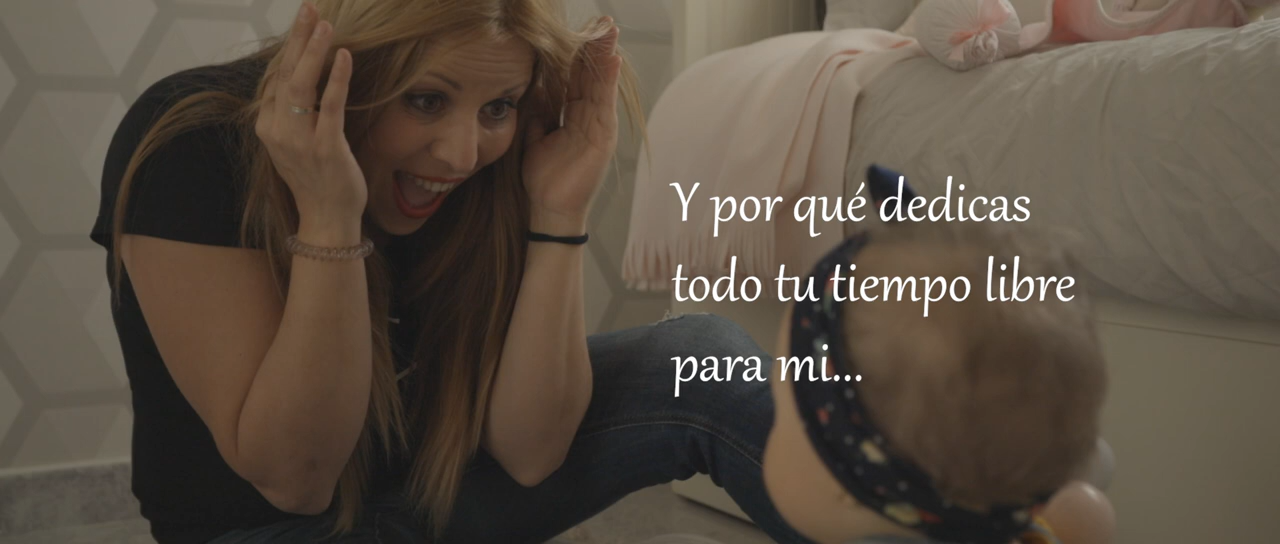 Y por qué dedicas
todo tu tiempo libre
para mi...